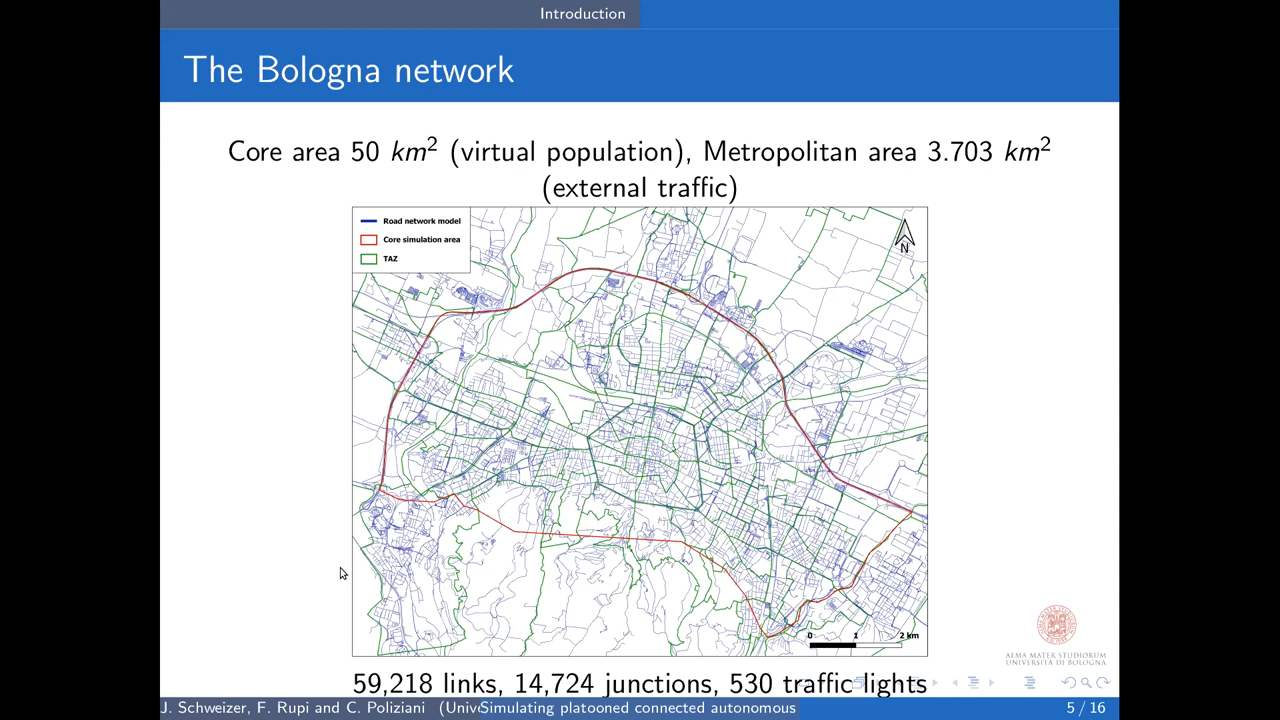 Introduction
The Bologna network
Core area 50 km² (virtual population), Metropolitan area 3.703 km²
(external traffic)
Road network model
Core simulation area
TAZ
N
0 1 2 km
ALMA MATER STUDIORUM
UNIVERSITÀ DI BOLOGNA
59,218 links, 14,724 junctions, 530 traffic lights
J. Schweizer, F. Rupi and C. Poliziani (Unive Simulating platooned connected autonomous 5 / 16